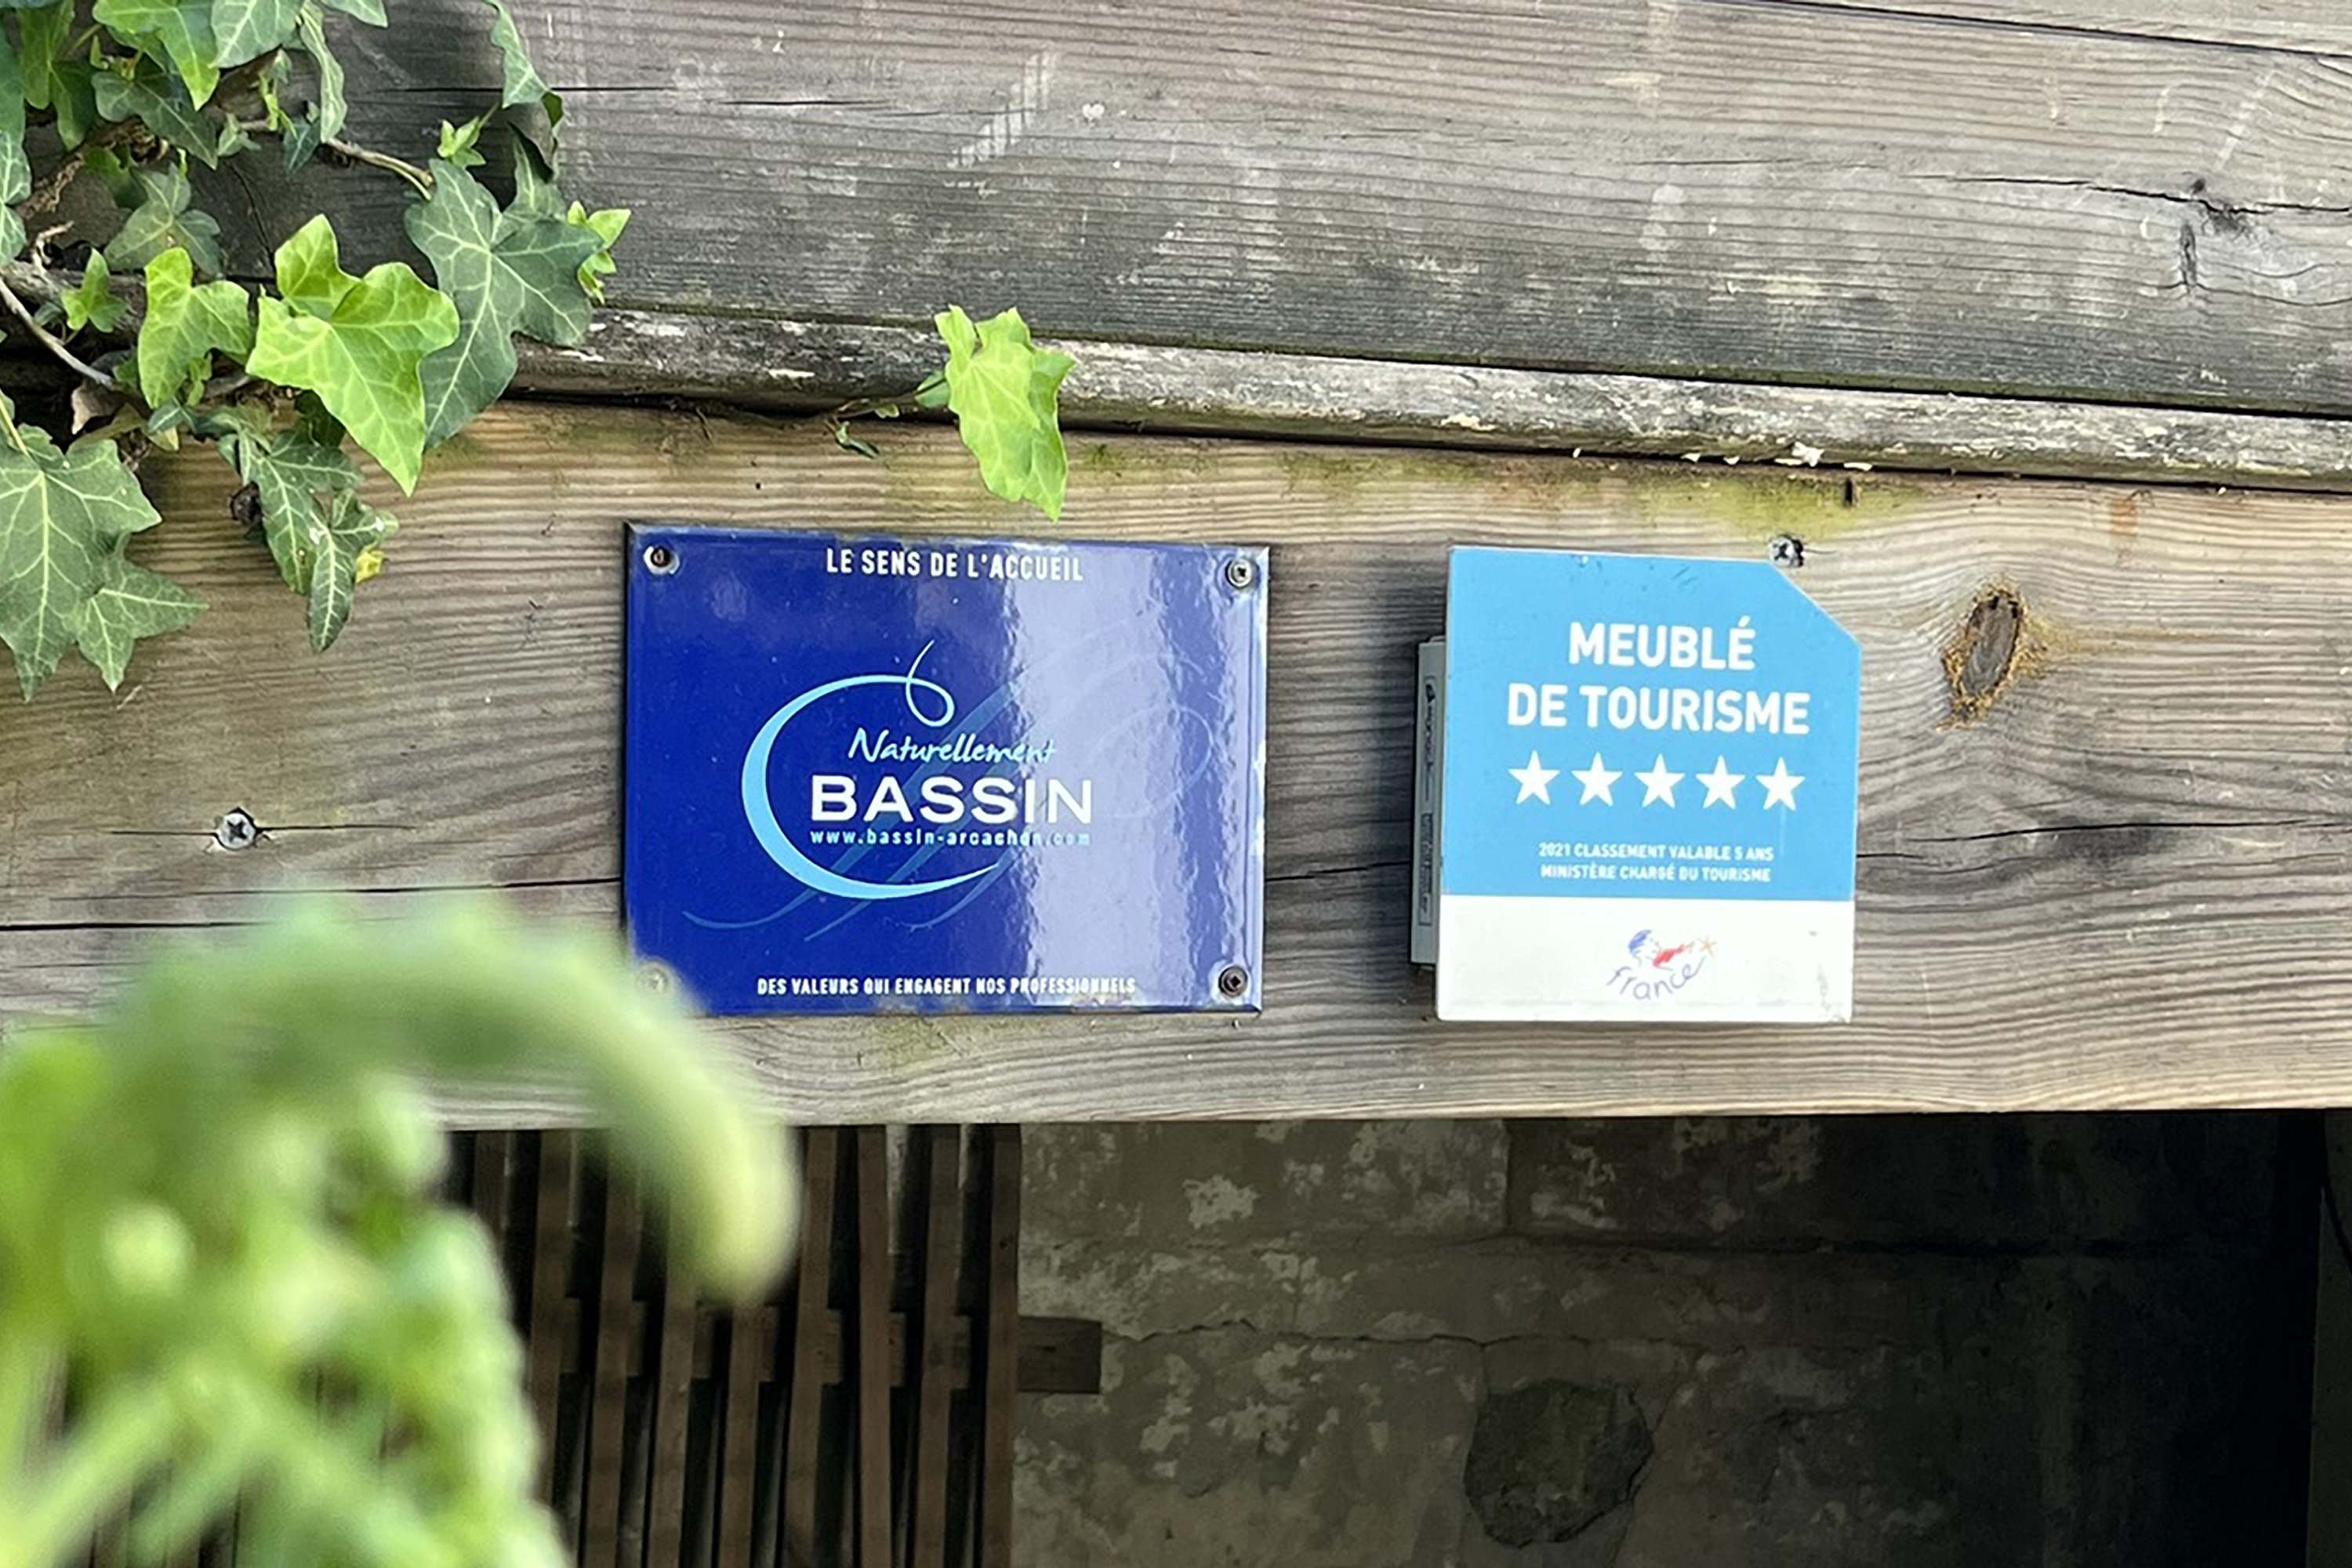 LE SENS DE L'ACCUEIL
Naturellement
BASSIN
www.bassin-arcachon.com
DES VALEURS QUI ENGAGENT NOS PROFESSIONNELS
MEUBLÉ
DE TOURISME
2021 CLASSEMENT VALABLE 5 ANS
MINISTÈRE CHARGÉ DU TOURISME
france